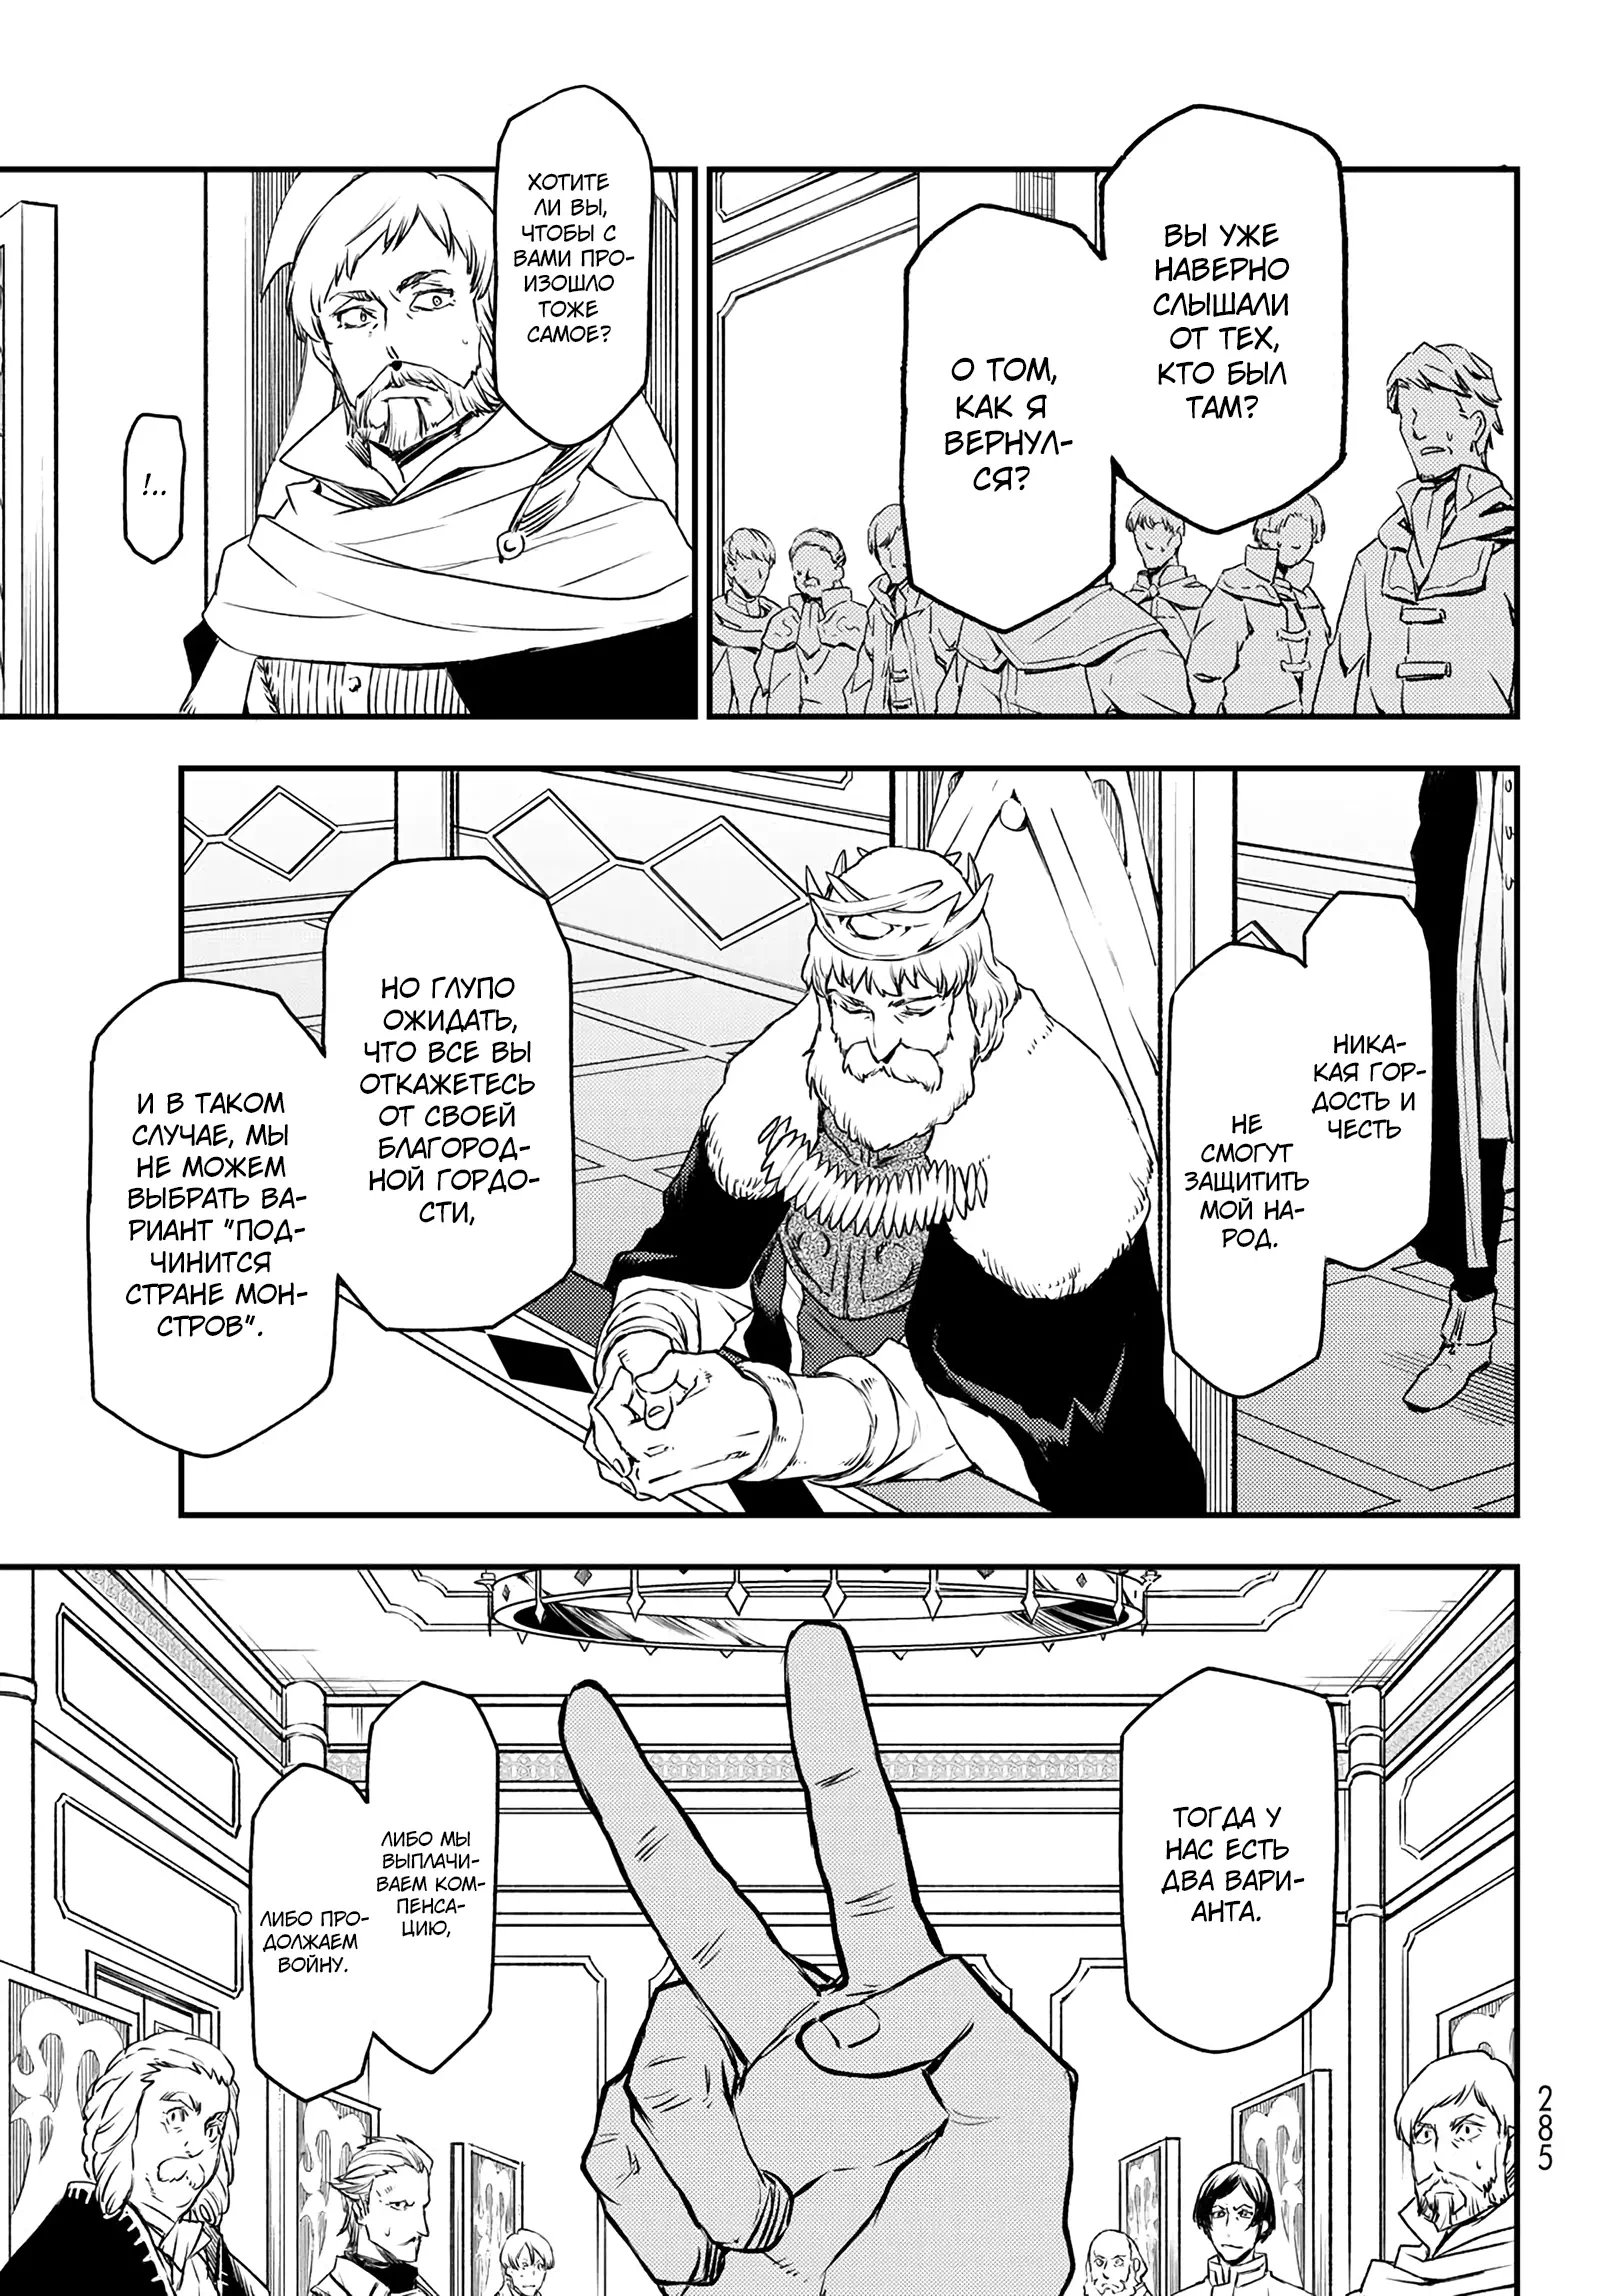 ВЫ УЖЕ
НАВЕРНО
СЛЫШАЛИ
ОТ ТЕХ,
КТО БЫЛ
ТАМ?
О ТОМ,
КАК Я
ВЕРНУЛ-
СЯ?
ХОТИТЕ
ЛИ ВЫ,
ЧТОБЫ С
ВАМИ ПРО-
ИЗОШЛО
ТОЖЕ
САМОЕ?
!..
НИКА-
КАЯ ГОР-
ДОСТЬ И
ЧЕСТЬ
НЕ
СМОГУТ
ЗАЩИТИТЬ
МОЙ НА-
РОД.
НО ГЛУПО
ОЖИДАТЬ,
ЧТО ВСЕ ВЫ
ОТКАЖЕТЕСЬ
ОТ СВОЕЙ
БЛАГОРОД-
НОЙ ГОРДО-
СТИ,
И В ТАКОМ
СЛУЧАЕ, МЫ
НЕ МОЖЕМ
ВЫБРАТЬ ВА-
РИАНТ "ПОД-
ЧИНИТСЯ
СТРАНЕ МОН-
СТРОВ".
ТОГДА У
НАС ЕСТЬ
ДВА ВАРИ-
АНТА.
ЛИБО МЫ
ВЫПЛАЧИ-
ВАЕМ КОМ-
ПЕНСА-
ЦИЮ,
ЛИБО ПРО-
ДОЛЖАЕМ
ВОЙНУ.
285